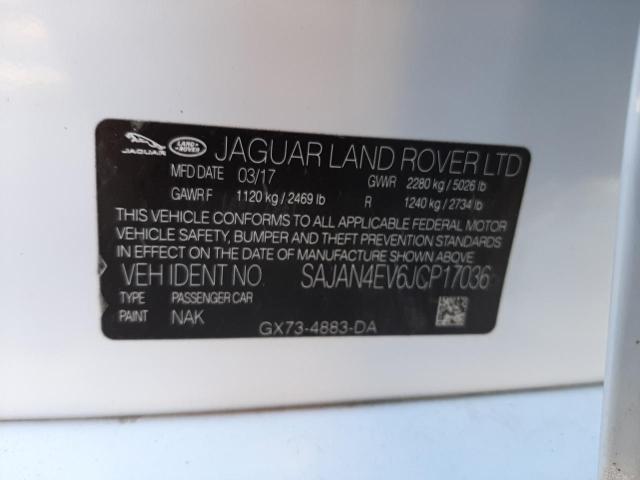 JAGUAR LAND ROVER JAGUAR LAND ROVER LTD
MFD DATE 03/17 GVWR 2280 kg / 5026 lb
GAWR F 1120 kg / 2469 lb R 1240 kg / 2734 lb
THIS VEHICLE CONFORMS TO ALL APPLICABLE FEDERAL MOTOR
VEHICLE SAFETY, BUMPER AND THEFT PREVENTION STANDARDS
IN EFFECT ON THE DATE OF MANUFACTURE SHOWN ABOVE.
VEH IDENT NO SAJAN4EV6JCP17036
TYPE PASSENGER CAR
PAINT NAK
GX73-4883-DA